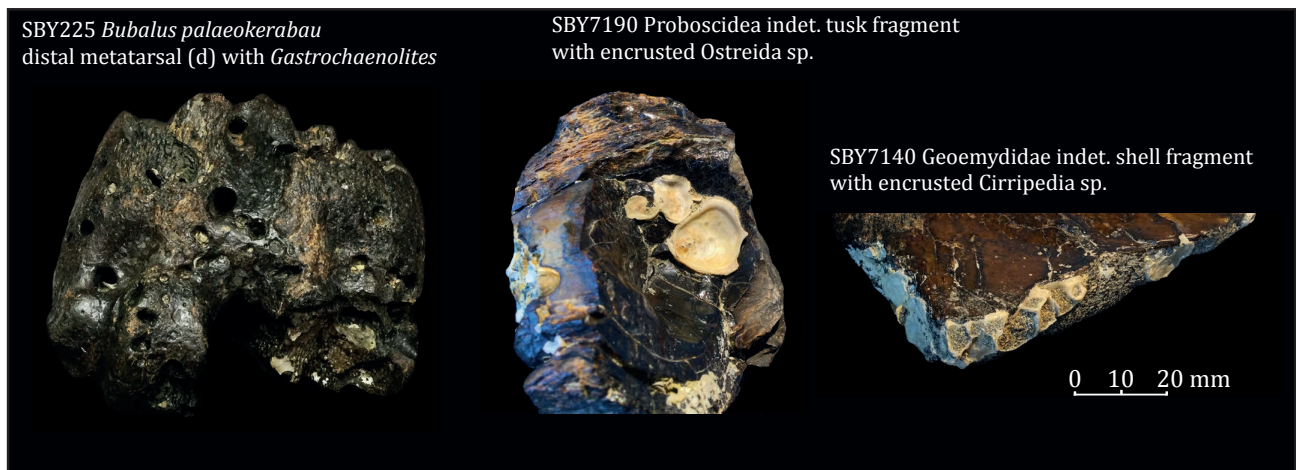 SBY225 Bubalus palaeokerabau
distal metatarsal (d) with Gastrochaenolites
SBY7190 Proboscidea indet. tusk fragment
with encrusted Ostreida sp.
SBY7140 Geoemydidae indet. shell fragment
with encrusted Cirripedia sp.
0 10 20 mm